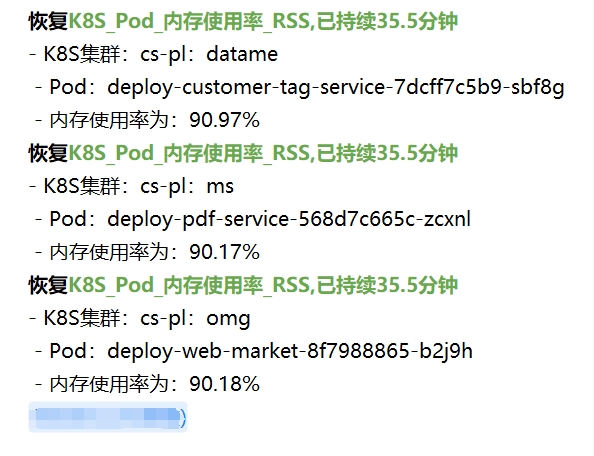 恢复K8S_Pod_内存使用率_RSS,已持续35.5分钟
- K8S集群：cs-pl：datame
- Pod：deploy-customer-tag-service-7dcff7c5b9-sbf8g
- 内存使用率为：90.97%
恢复K8S_Pod_内存使用率_RSS,已持续35.5分钟
- K8S集群：cs-pl：ms
- Pod：deploy-pdf-service-568d7c665c-zcxnl
- 内存使用率为：90.17%
恢复K8S_Pod_内存使用率_RSS,已持续35.5分钟
- K8S集群：cs-pl：omg
- Pod：deploy-web-market-8f7988865-b2j9h
- 内存使用率为：90.18%